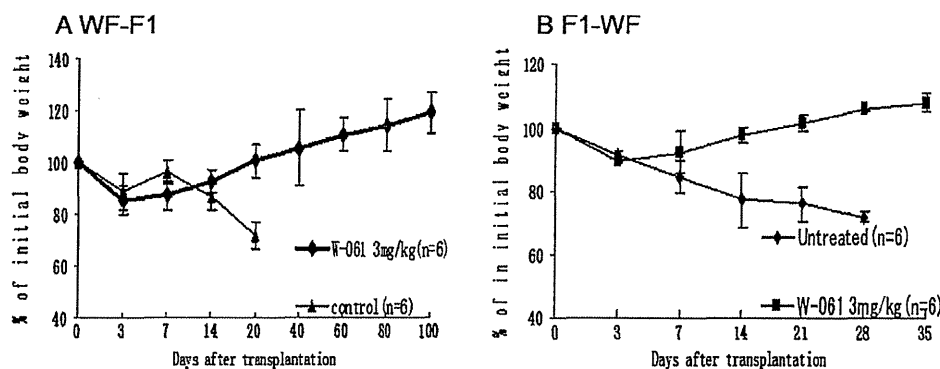 A WF-F1
% of initial body weight
140
120
100
80
60
40
0 3 7 14 20 40 60 80 100
Days after transplantation
W-061 3mg/kg(n=6)
control(n=6)
B F1-WF
% of in initial body weight
120
100
80
60
40
0 3 7 14 21 28 35
Days after transplantation
Untreated(n=6)
W-061 3mg/kg(n=6)